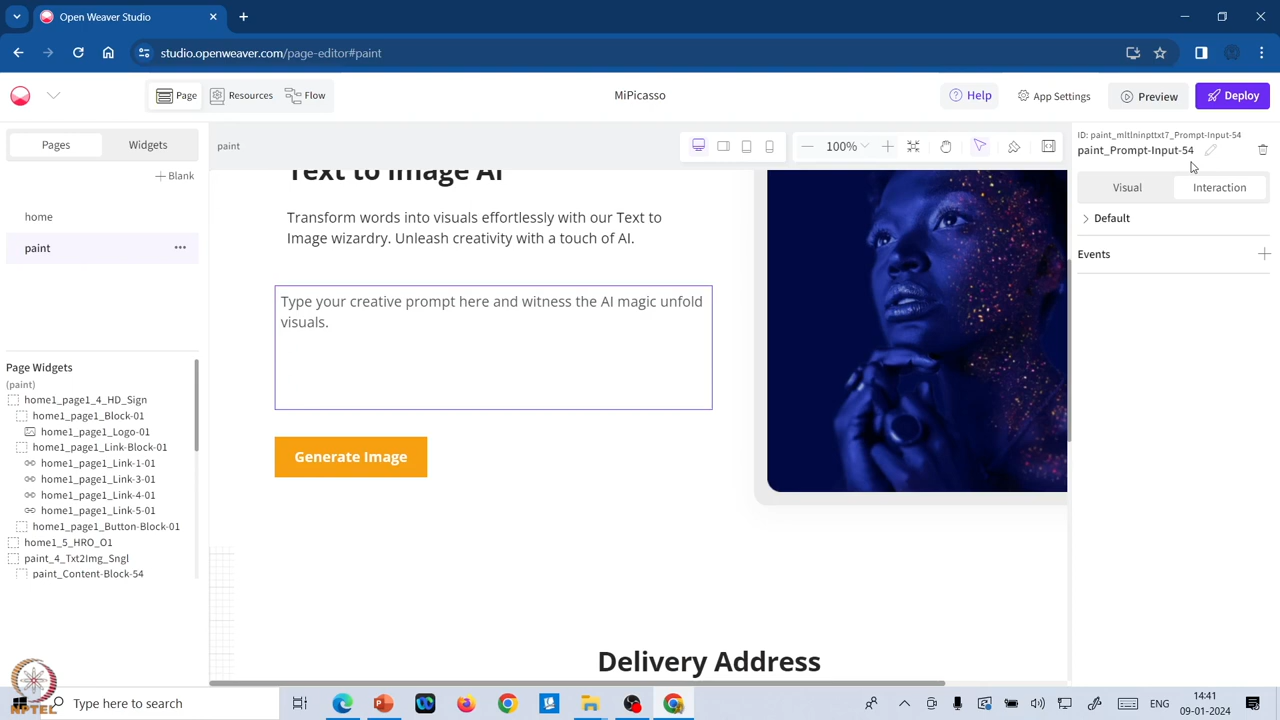 Open Weaver Studio
studio.openweaver.com/page-editor#paint
Page
Resources
Flow
MiPicasso
Help
App Settings
Preview
Deploy
Pages
Widgets
paint
100%
ID: paint_mltlninpttxt7_Prompt-Input-54
paint_Prompt-Input-54
Blank
Visual
Interaction
home
paint
Default
Events
Text to Image AI
Transform words into visuals effortlessly with our Text to
Image wizardry. Unleash creativity with a touch of AI.
Type your creative prompt here and witness the AI magic unfold
visuals.
Generate Image
Delivery Address
Page Widgets
(paint)
home1_page1_4_HD_Sign
home1_page1_Block-01
home1_page1_Logo-01
home1_page1_Link-Block-01
home1_page1_Link-1-01
home1_page1_Link-3-01
home1_page1_Link-4-01
home1_page1_Link-5-01
home1_page1_Button-Block-01
home1_5_HRO_O1
paint_4_Txt2Img_Sngl
paint_Content-Block-54
NPTEL
Type here to search
ENG
14:41
09-01-2024